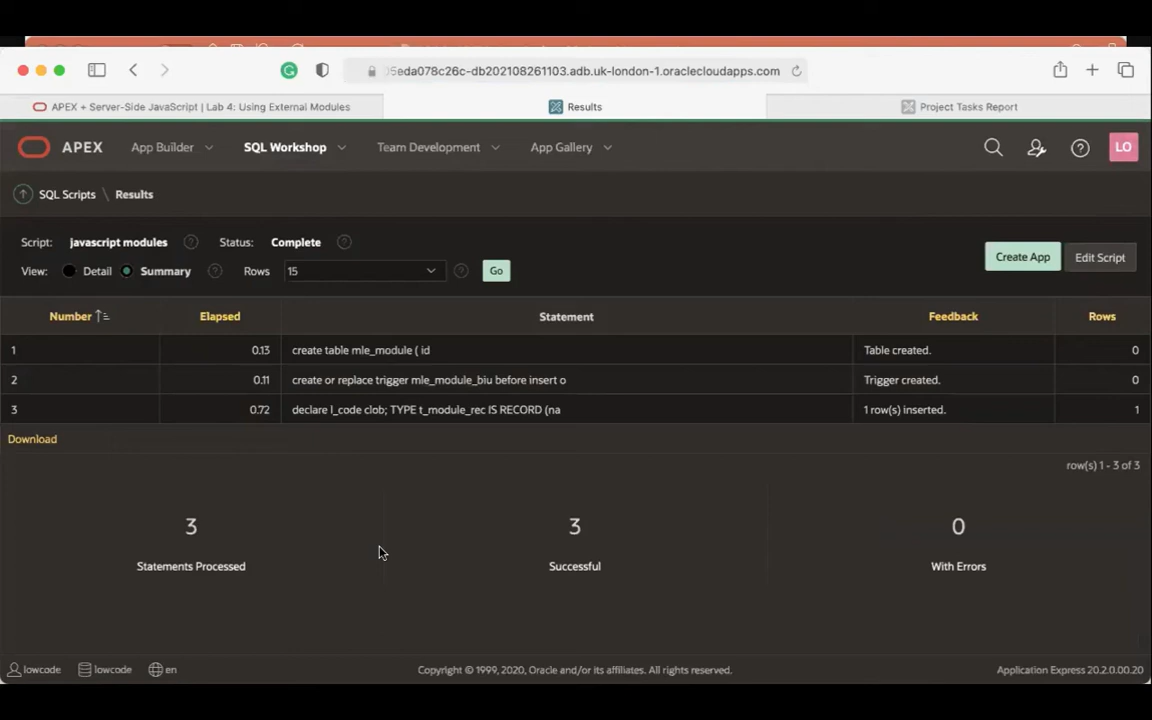 05eda078c26c-db202108261103.adb.uk-london-1.oraclecloudapps.com
APEX + Server-Side JavaScript | Lab 4: Using External Modules
Results
Project Tasks Report
APEX App Builder SQL Workshop Team Development App Gallery LO
SQL Scripts \ Results
Script: javascript modules Status: Complete
Create App Edit Script
View: Detail Summary Rows 15 Go
Number Elapsed Statement Feedback Rows
1 0.13 create table mle_module ( id Table created. 0
2 0.11 create or replace trigger mle_module_biu before insert o Trigger created. 0
3 0.72 declare l_code clob; TYPE t_module_rec IS RECORD (na 1 row(s) inserted. 1
Download
row(s) 1 - 3 of 3
3 3 0
Statements Processed Successful With Errors
lowcode lowcode en Copyright © 1999, 2020, Oracle and/or its affiliates. All rights reserved. Application Express 20.2.0.00.20